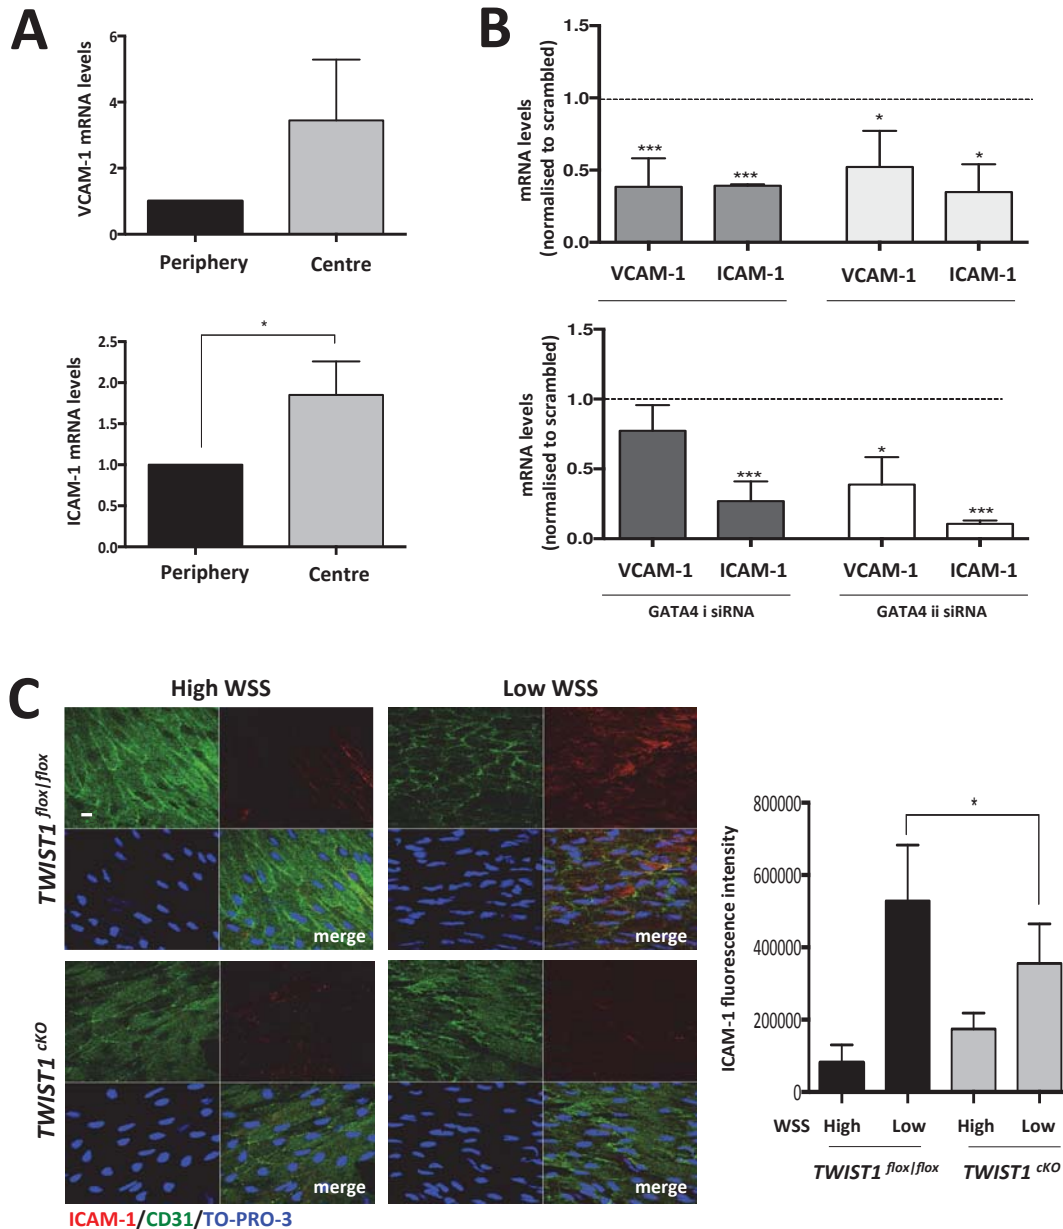 A
VCAM-1 mRNA levels
6
4
2
0
Periphery
Centre
ICAM-1 mRNA levels
2.5
2.0
1.5
1.0
0.5
0.0
*
Periphery
Centre
B
mRNA levels
(normalised to scrambled)
1.5
1.0
0.5
0.0
***
***
*
*
VCAM-1
ICAM-1
VCAM-1
ICAM-1
mRNA levels
(normalised to scrambled)
1.5
1.0
0.5
0.0
***
*
***
VCAM-1
ICAM-1
VCAM-1
ICAM-1
GATA4 i siRNA
GATA4 ii siRNA
C
High WSS
Low WSS
TWIST1 flox/flox
merge
merge
TWIST1 cKO
merge
merge
ICAM-1/CD31/TO-PRO-3
ICAM-1 fluorescence intensity
800000
600000
400000
200000
0
*
WSS High Low High Low
TWIST1 flox/flox
TWIST1 cKO